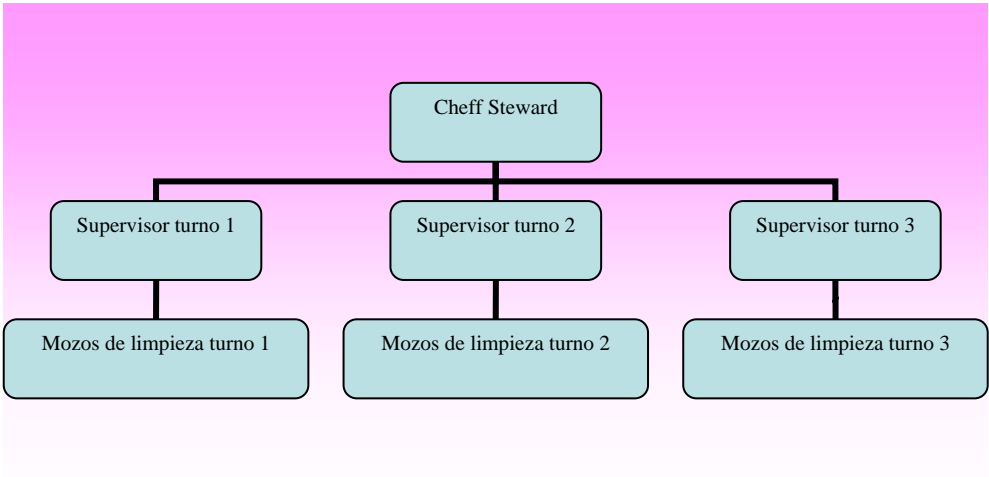 Cheff Steward
Supervisor turno 1
Supervisor turno 2
Supervisor turno 3
Mozos de limpieza turno 1
Mozos de limpieza turno 2
Mozos de limpieza turno 3